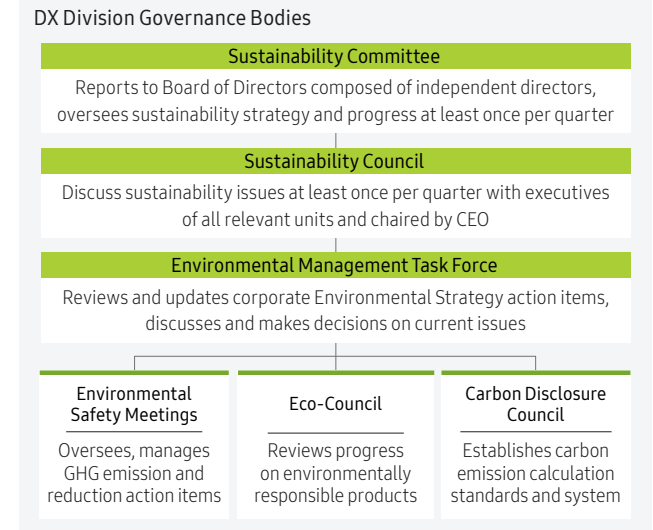 DX Division Governance Bodies
Sustainability Committee
Reports to Board of Directors composed of independent directors,
oversees sustainability strategy and progress at least once per quarter
Sustainability Council
Discuss sustainability issues at least once per quarter with executives
of all relevant units and chaired by CEO
Environmental Management Task Force
Reviews and updates corporate Environmental Strategy action items,
discusses and makes decisions on current issues
Environmental
Safety Meetings
Oversees, manages
GHG emission and
reduction action items
Eco-Council
Reviews progress
on environmentally
responsible products
Carbon Disclosure
Council
Establishes carbon
emission calculation
standards and system